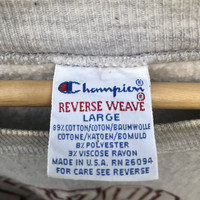 Champion
REVERSE WEAVE
LARGE
89% COTTON/COTON/BAUMWOLLE
COTONE/KATOEN/BOMULD
8% POLYESTER
3% VISCOSE RAYON
MADE IN U.S.A. RN 26094
FOR CARE SEE REVERSE